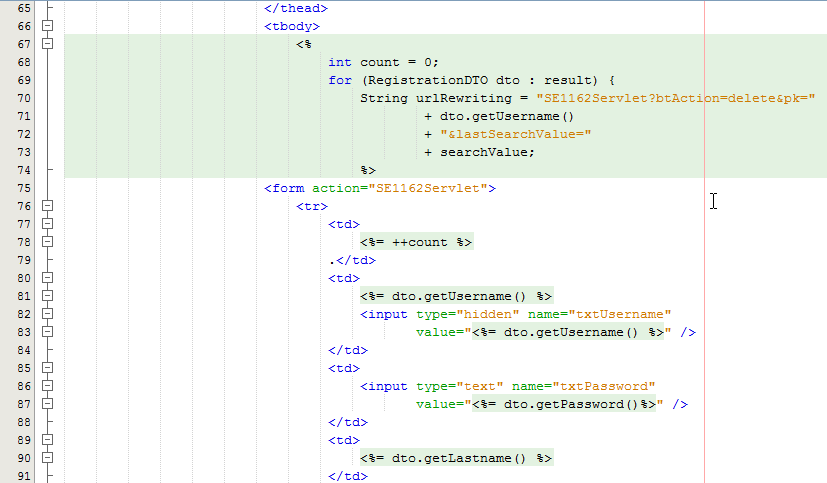 65 </thead>
66 <tbody>
67 <%
68 int count = 0;
69 for (RegistrationDTO dto : result) {
70 String urlRewriting = "SE1162Servlet?btAction=delete&pk="
71 + dto.getUsername()
72 + "&lastSearchValue="
73 + searchValue;
74 %>
75 <form action="SE1162Servlet">
76 <tr>
77 <td>
78 <%= ++count %>
79 .</td>
80 <td>
81 <%= dto.getUsername() %>
82 <input type="hidden" name="txtUsername"
83 value="<%= dto.getUsername() %>" />
84 </td>
85 <td>
86 <input type="text" name="txtPassword"
87 value="<%= dto.getPassword()%>" />
88 </td>
89 <td>
90 <%= dto.getLastname() %>
91 </td>